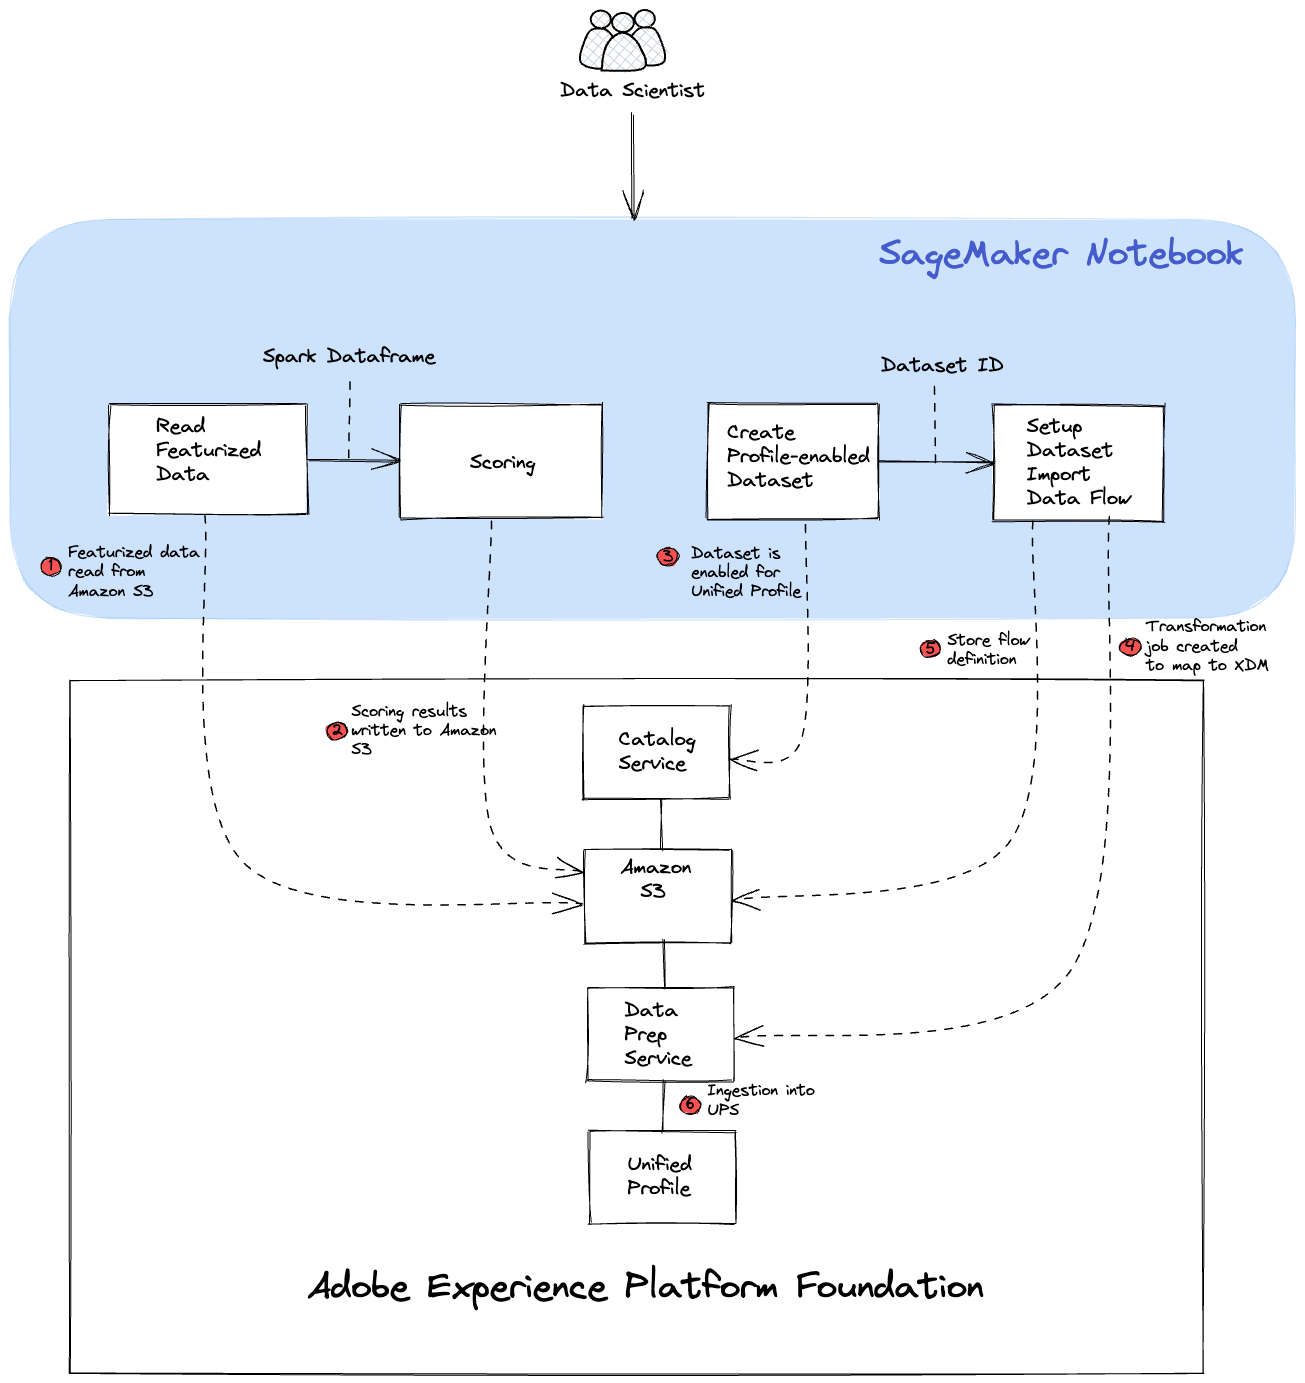 Data Scientist
SageMaker Notebook
Spark Dataframe
Dataset ID
Read
Featurized
Data
Scoring
Create
Profile-enabled
Dataset
Setup
Dataset
Import
Data Flow
1
Featurized data
read from
Amazon S3
3
Dataset is
enabled for
Unified Profile
5
Store flow
definition
4
Transformation
job created
to map to XDM
2
Scoring results
written to Amazon
S3
Catalog
Service
Amazon
S3
Data
Prep
Service
6
Ingestion into
UPS
Unified
Profile
Adobe Experience Platform Foundation